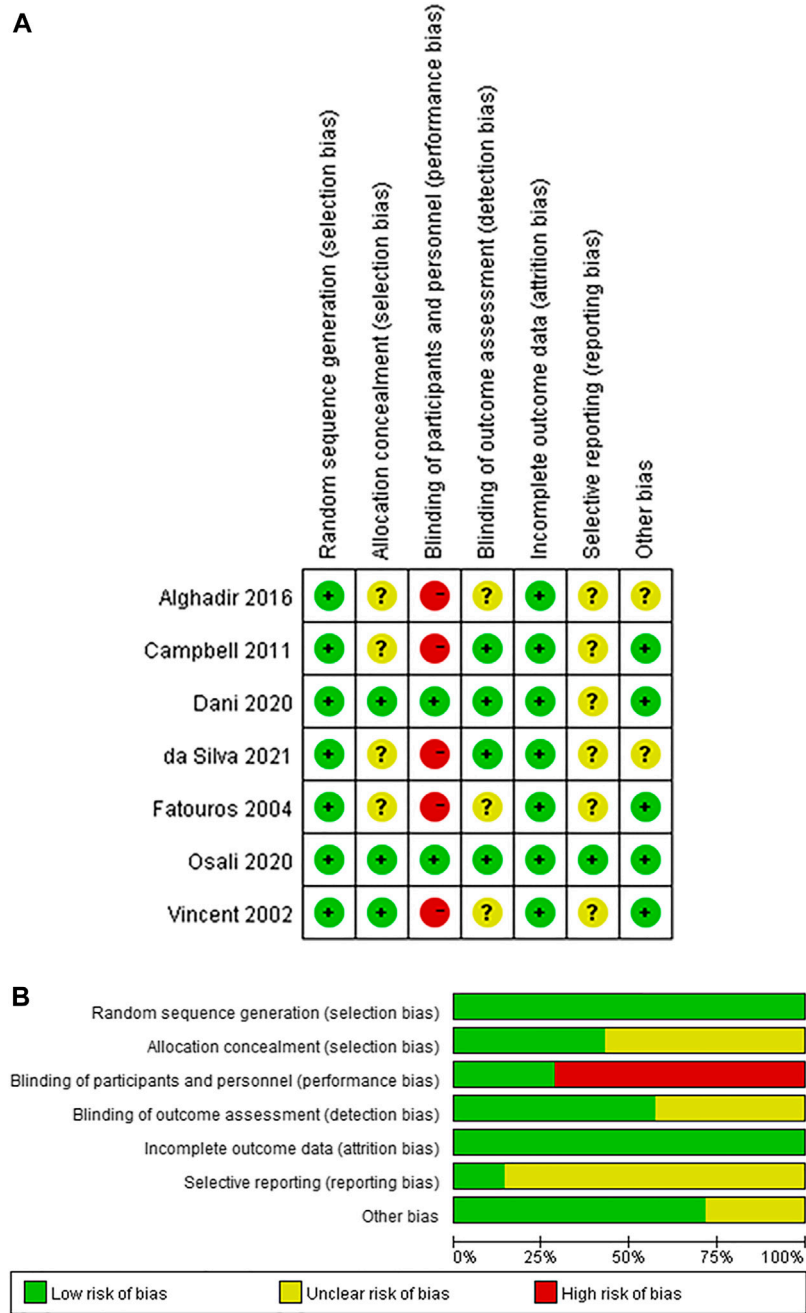 A
Random sequence generation (selection bias)
Allocation concealment (selection bias)
Blinding of participants and personnel (performance bias)
Blinding of outcome assessment (detection bias)
Incomplete outcome data (attrition bias)
Selective reporting (reporting bias)
Other bias
Alghadir 2016 + ? - ? + ? ?
Campbell 2011 + ? - + + ? +
Dani 2020 + + + + + ? +
da Silva 2021 + ? - + + ? ?
Fatouros 2004 + ? - ? + ? +
Osali 2020 + + + + + + +
Vincent 2002 + + - ? + ? +
B
Random sequence generation (selection bias)
Allocation concealment (selection bias)
Blinding of participants and personnel (performance bias)
Blinding of outcome assessment (detection bias)
Incomplete outcome data (attrition bias)
Selective reporting (reporting bias)
Other bias
0% 25% 50% 75% 100%
Low risk of bias Unclear risk of bias High risk of bias